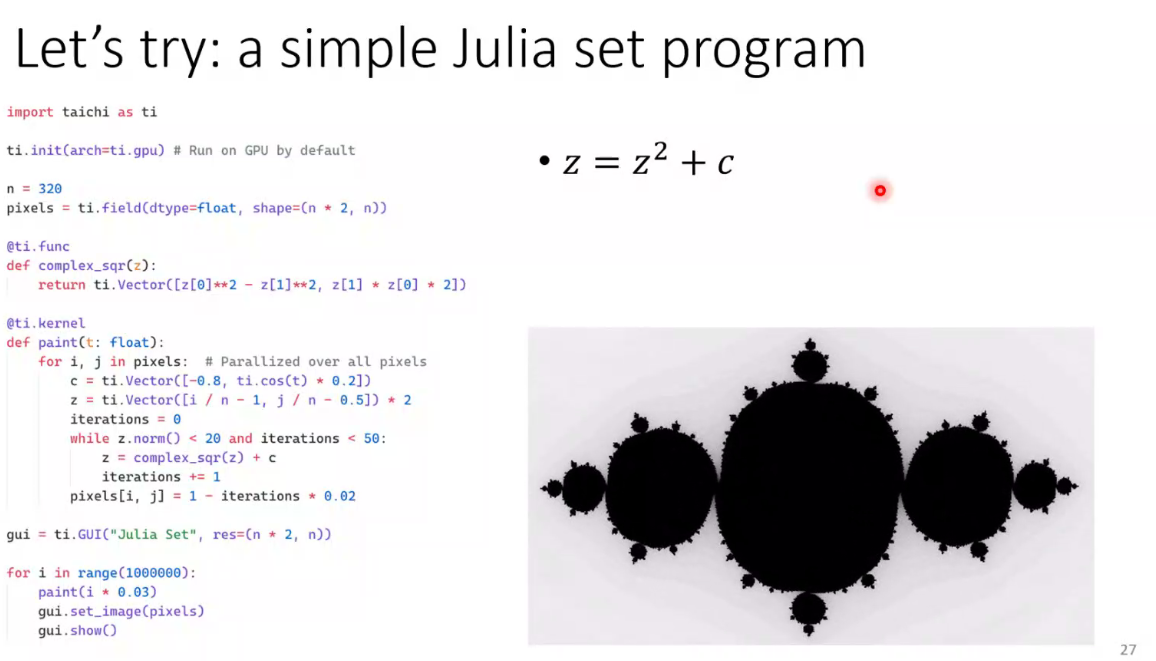 Let's try: a simple Julia set program
import taichi as ti
ti.init(arch=ti.gpu) # Run on GPU by default
n = 320
pixels = ti.field(dtype=float, shape=(n * 2, n))
@ti.func
def complex_sqr(z):
    return ti.Vector([z[0]**2 - z[1]**2, z[1] * z[0] * 2])
@ti.kernel
def paint(t: float):
    for i, j in pixels:  # Parallized over all pixels
        c = ti.Vector([-0.8, ti.cos(t) * 0.2])
        z = ti.Vector([i / n - 1, j / n - 0.5]) * 2
        iterations = 0
        while z.norm() < 20 and iterations < 50:
            z = complex_sqr(z) + c
            iterations += 1
        pixels[i, j] = 1 - iterations * 0.02
gui = ti.GUI("Julia Set", res=(n * 2, n))
for i in range(1000000):
    paint(i * 0.03)
    gui.set_image(pixels)
    gui.show()
• z = z² + c
27